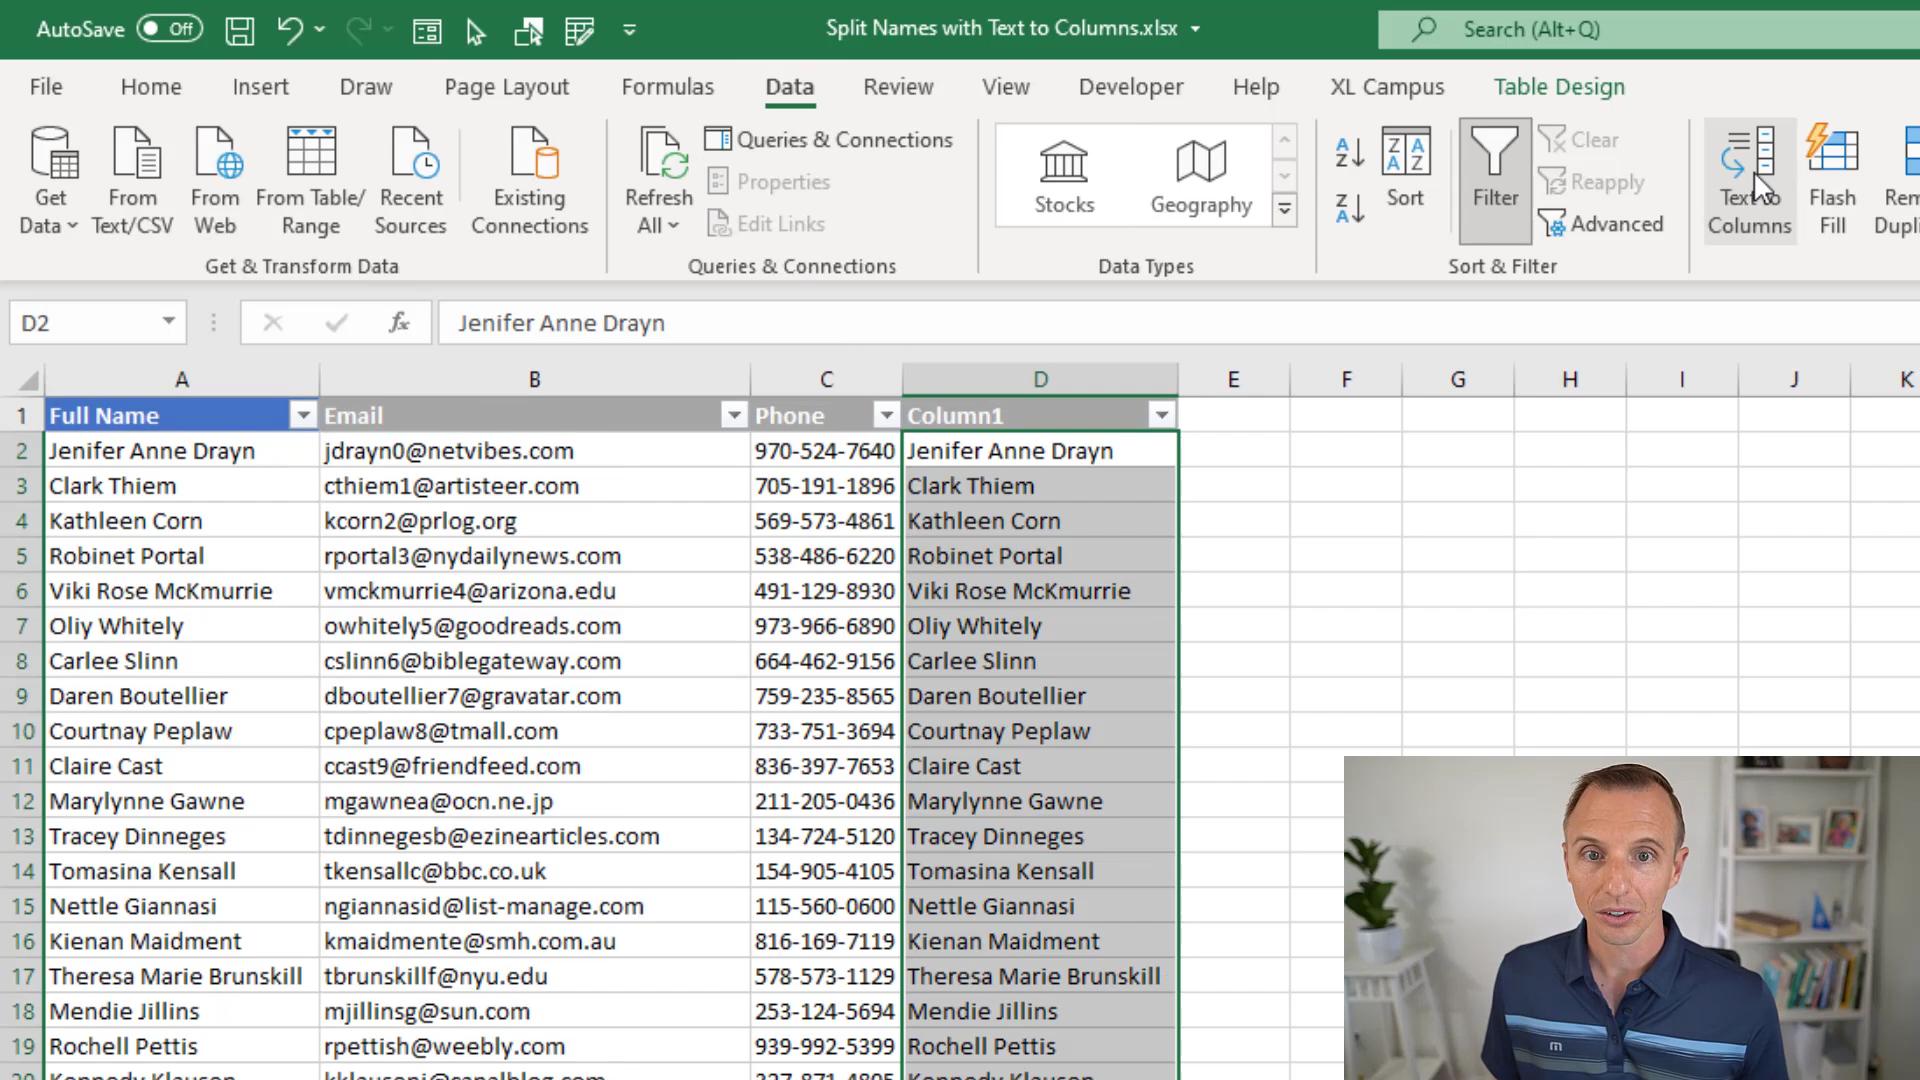 AutoSave Off Split Names with Text to Columns.xlsx Search (Alt+Q)
File Home Insert Draw Page Layout Formulas Data Review View Developer Help XL Campus Table Design
Get Data
From Text/CSV
From Web
From Table/ Range
Recent Sources
Existing Connections
Get & Transform Data
Refresh All
Queries & Connections
Properties
Edit Links
Queries & Connections
Stocks Geography
Data Types
Sort
Filter
Clear
Reapply
Advanced
Sort & Filter
Text to Columns
Flash Fill
D2 fx Jenifer Anne Drayn
A B C D E F G H I J K
1 Full Name Email Phone Column1
2 Jenifer Anne Drayn jdrayn0@netvibes.com 970-524-7640 Jenifer Anne Drayn
3 Clark Thiem cthiem1@artisteer.com 705-191-1896 Clark Thiem
4 Kathleen Corn kcorn2@prlog.org 569-573-4861 Kathleen Corn
5 Robinet Portal rportal3@nydailynews.com 538-486-6220 Robinet Portal
6 Viki Rose McKmurrie vmckmurrie4@arizona.edu 491-129-8930 Viki Rose McKmurrie
7 Oliy Whitely owhitely5@goodreads.com 973-966-6890 Oliy Whitely
8 Carlee Slinn cslinn6@biblegateway.com 664-462-9156 Carlee Slinn
9 Daren Boutellier dboutellier7@gravatar.com 759-235-8565 Daren Boutellier
10 Courtnay Peplaw cpeplaw8@tmall.com 733-751-3694 Courtnay Peplaw
11 Claire Cast ccast9@friendfeed.com 836-397-7653 Claire Cast
12 Marylynne Gawne mgawnea@ocn.ne.jp 211-205-0436 Marylynne Gawne
13 Tracey Dinneges tdinnegesb@ezinearticles.com 134-724-5120 Tracey Dinneges
14 Tomasina Kensall tkensallc@bbc.co.uk 154-905-4105 Tomasina Kensall
15 Nettle Giannasi ngiannasid@list-manage.com 115-560-0600 Nettle Giannasi
16 Kienan Maidment kmaidmente@smh.com.au 816-169-7119 Kienan Maidment
17 Theresa Marie Brunskill tbrunskillf@nyu.edu 578-573-1129 Theresa Marie Brunskill
18 Mendie Jillins mjillinsg@sun.com 253-124-5694 Mendie Jillins
19 Rochell Pettis rpettish@weebly.com 939-992-5399 Rochell Pettis